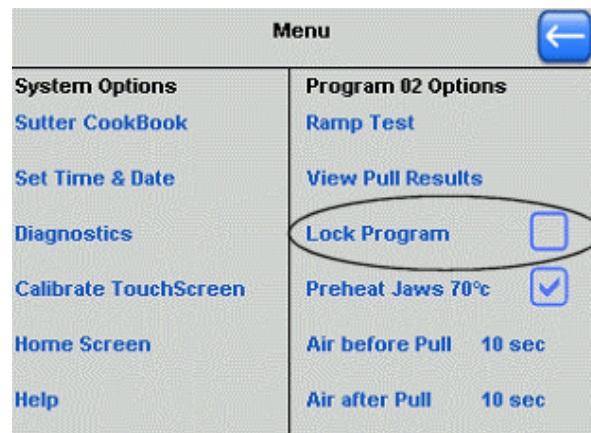 Menu
System Options
Sutter CookBook
Set Time & Date
Diagnostics
Calibrate TouchScreen
Home Screen
Help
Program 02 Options
Ramp Test
View Pull Results
Lock Program
Preheat Jaws 70°c
Air before Pull 10 sec
Air after Pull 10 sec